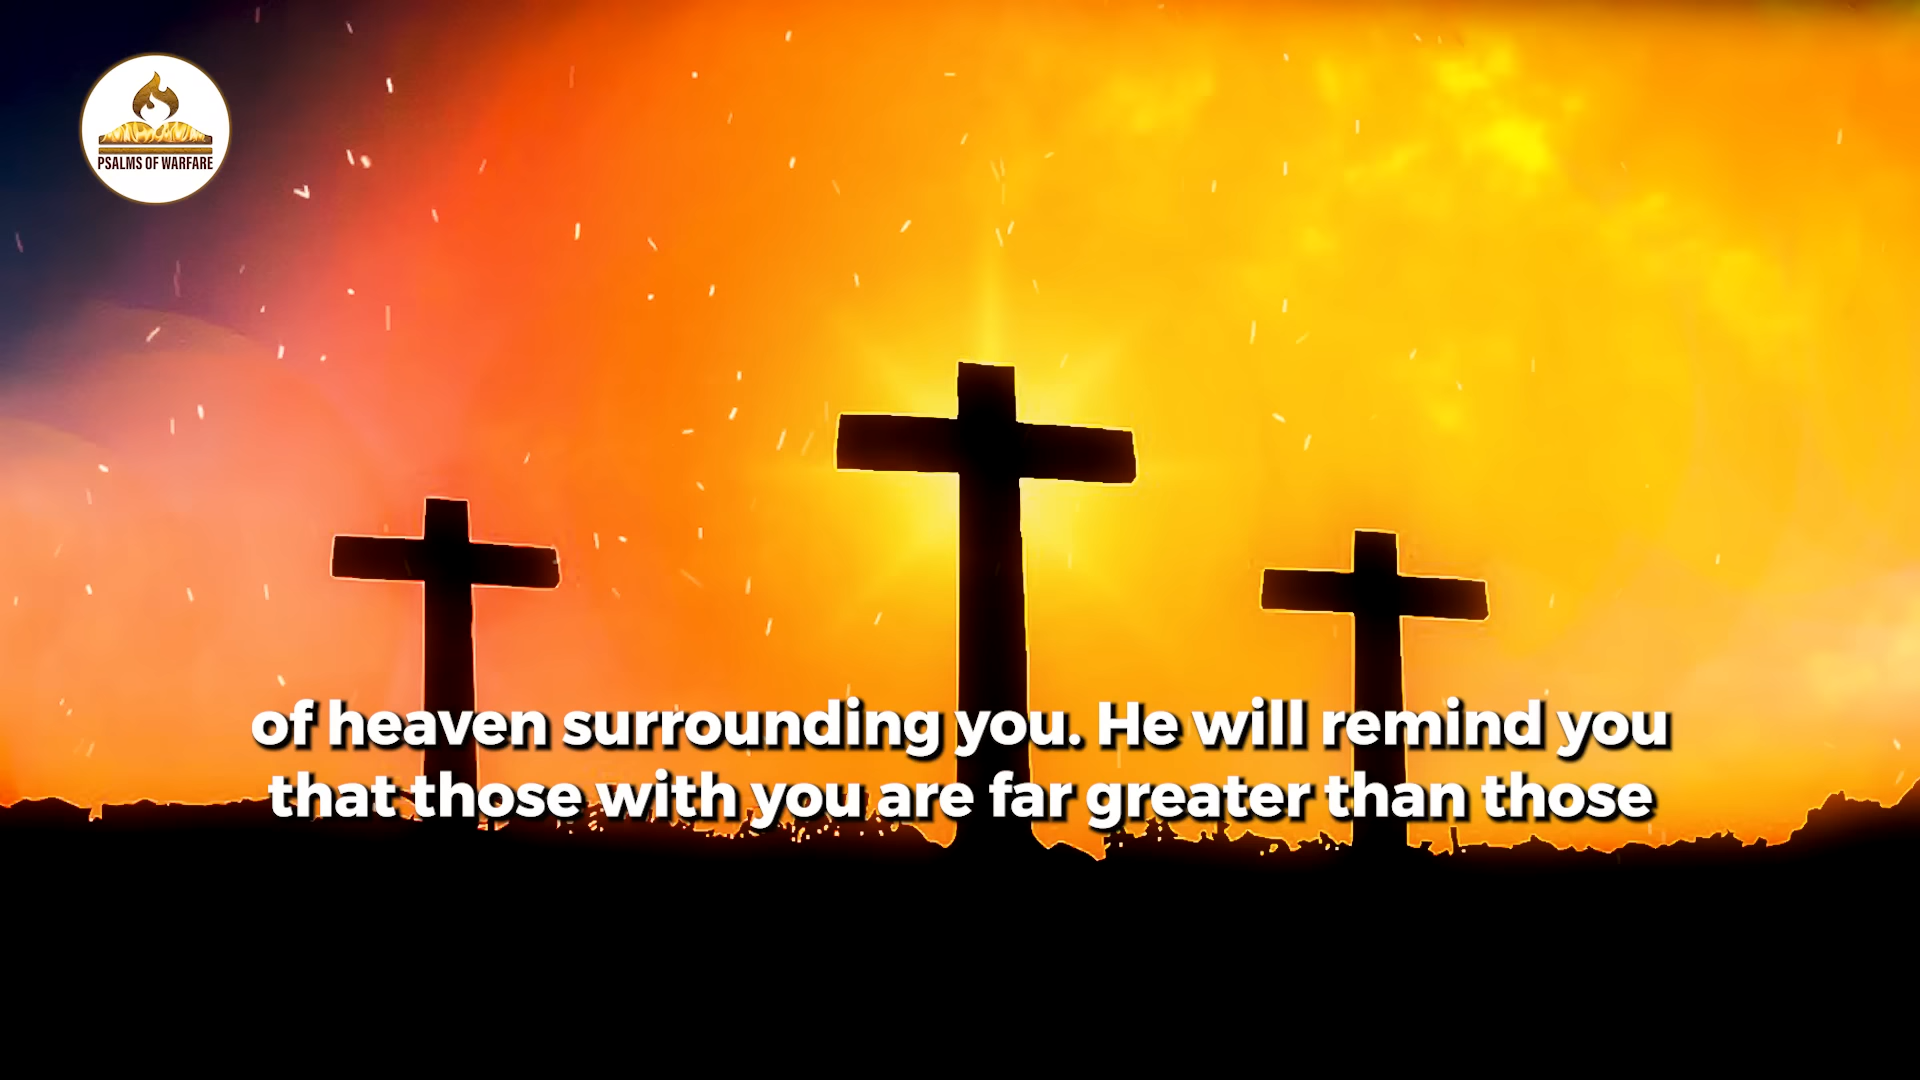 PSALMS OF WARFARE
of heaven surrounding you. He will remind you
that those with you are far greater than those